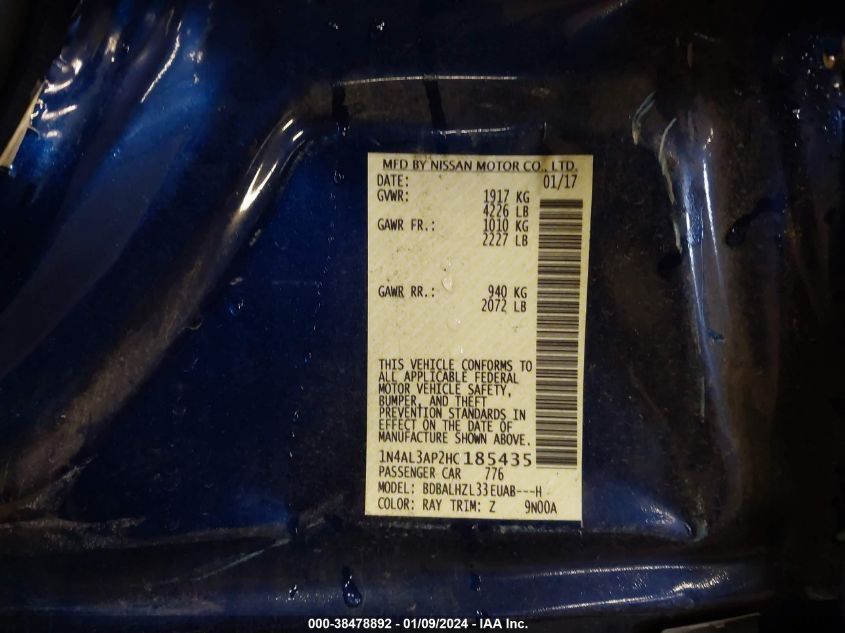 MFD BY NISSAN MOTOR CO., LTD.
DATE: 01/17
GVWR: 1917 KG
4226 LB
GAWR FR.: 1010 KG
2227 LB
GAWR RR.: 940 KG
2072 LB
THIS VEHICLE CONFORMS TO
ALL APPLICABLE FEDERAL
MOTOR VEHICLE SAFETY,
BUMPER, AND THEFT
PREVENTION STANDARDS IN
EFFECT ON THE DATE OF
MANUFACTURE SHOWN ABOVE.
1N4AL3AP2HC185435
PASSENGER CAR 776
MODEL: BDBALHZL33EUAB---H
COLOR: RAY TRIM: Z 9N00A
000-38478892 - 01/09/2024 - IAA Inc.